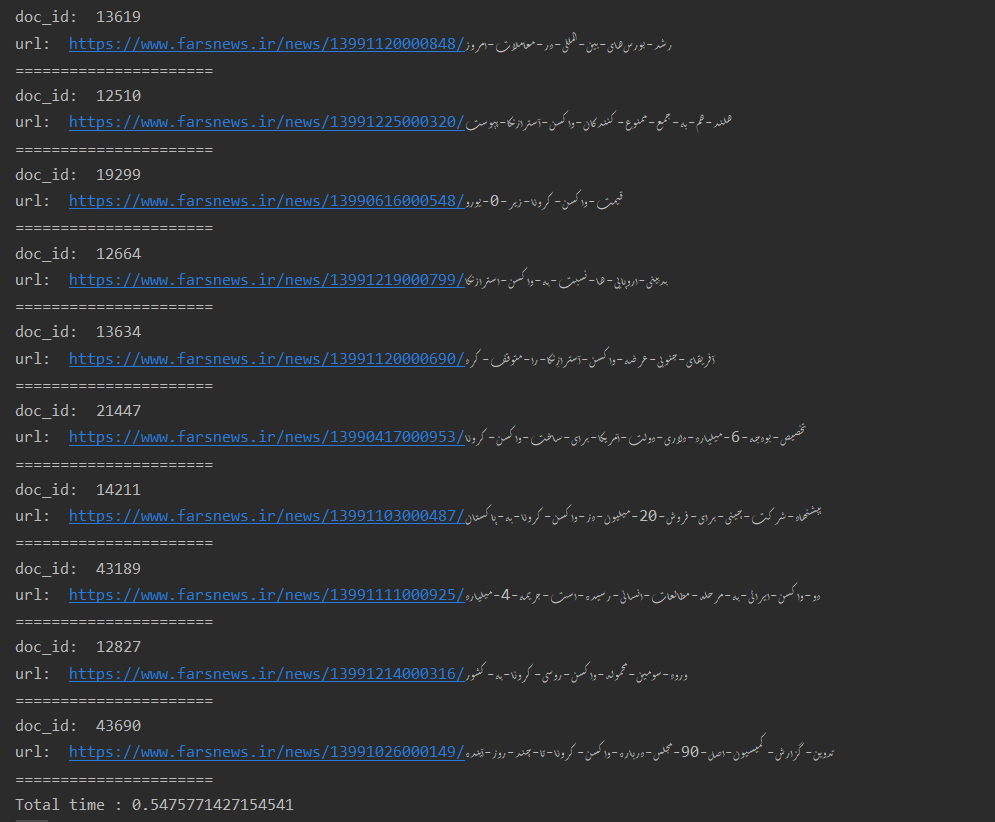 doc_id:  13619
url:  https://www.farsnews.ir/news/13991120000848/رشد-بورس‌های-بین-المللی-در-معاملات-امروز
======================
doc_id:  12510
url:  https://www.farsnews.ir/news/13991225000320/هلند-هم-به-جمع-ممنوع-کنندگان-واکسن-آسترازنکا-پیوست
======================
doc_id:  19299
url:  https://www.farsnews.ir/news/13990616000548/قیمت-واکسن-کرونا-زیر-0-یورو
======================
doc_id:  12664
url:  https://www.farsnews.ir/news/13991219000799/بدبینی-اروپایی-ها-نسبت-به-واکسن-استرازنکا
======================
doc_id:  13634
url:  https://www.farsnews.ir/news/13991120000690/آفریقای-جنوبی-عرضه-واکسن-آسترازنکا-را-متوقف-کرد
======================
doc_id:  21447
url:  https://www.farsnews.ir/news/13990417000953/تخصیص-بودجه-6-میلیارد-دلاری-دولت-آمریکا-برای-ساخت-واکسن-کرونا
======================
doc_id:  14211
url:  https://www.farsnews.ir/news/13991103000487/پیشنهاد-شرکت-چینی-برای-فروش-20-میلیون-دز-واکسن-کرونا-به-پاکستان
======================
doc_id:  43189
url:  https://www.farsnews.ir/news/13991111000925/دو-واکسن-ایرانی-به-مرحله-مطالعات-انسانی-رسیده-است-جریمه-4-میلیارد
======================
doc_id:  12827
url:  https://www.farsnews.ir/news/13991214000316/ورود-سومین-محموله-واکسن-روسی-کرونا-به-کشور
======================
doc_id:  43690
url:  https://www.farsnews.ir/news/13991026000149/تدوین-گزارش-کمیسیون-اصل-90-مجلس-درباره-واکسن-کرونا-تا-چند-روز-آینده
======================
Total time : 0.5475771427154541